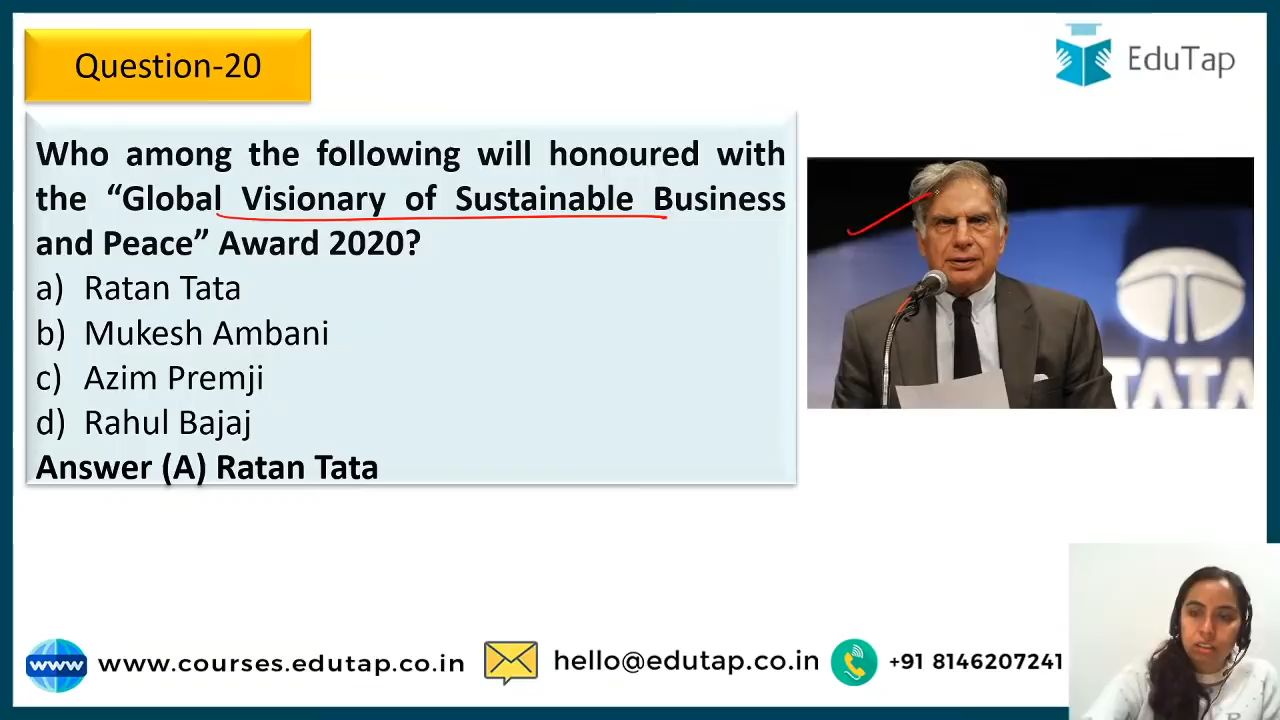 Question-20
EduTap
Who among the following will honoured with
the “Global Visionary of Sustainable Business
and Peace” Award 2020?
a) Ratan Tata
b) Mukesh Ambani
c) Azim Premji
d) Rahul Bajaj
Answer (A) Ratan Tata
TATA
www
www.courses.edutap.co.in
hello@edutap.co.in
+91 8146207241